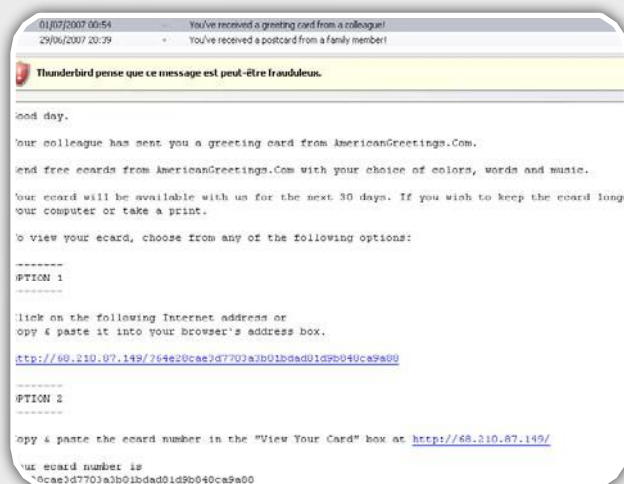 01/07/2007 00:54 - You've received a greeting card from a colleague!
29/06/2007 20:39 - You've received a postcard from a family member!
Thunderbird pense que ce message est peut-être frauduleux.
ood day.
our colleague has sent you a greeting card from AmericanGreetings.Com.
end free ecards from AmericanGreetings.Com with your choice of colors, words and music.
our ecard will be available with us for the next 30 days. If you wish to keep the ecard long
our computer or take a print.
o view your ecard, choose from any of the following options:
--------
PTION 1
--------
lick on the following Internet address or
opy & paste it into your browser's address box.
--------
PTION 2
--------
opy & paste the ecard number in the "View Your Card" box at http://68.210.87.149/
ur ecard number is